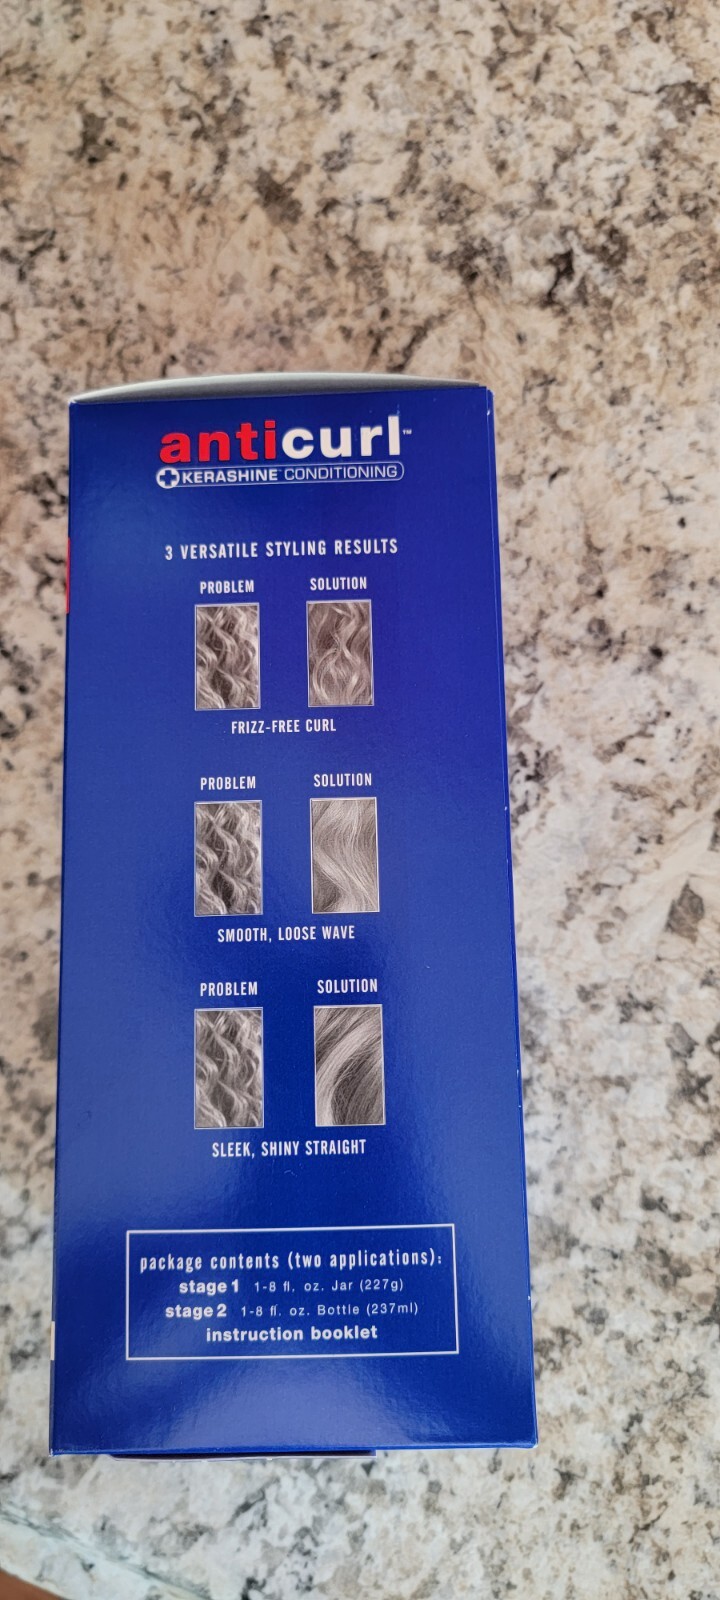 anticurl™
KERASHINE CONDITIONING
3 VERSATILE STYLING RESULTS
PROBLEM SOLUTION
FRIZZ-FREE CURL
PROBLEM SOLUTION
SMOOTH, LOOSE WAVE
PROBLEM SOLUTION
SLEEK, SHINY STRAIGHT
package contents (two applications):
stage 1 1-8 fl. oz. Jar (227g)
stage 2 1-8 fl. oz. Bottle (237ml)
instruction booklet